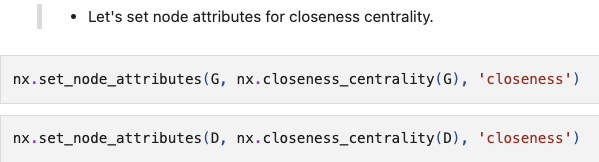 • Let's set node attributes for closeness centrality.
nx.set_node_attributes(G, nx.closeness_centrality(G), 'closeness')
nx.set_node_attributes(D, nx.closeness_centrality(D), 'closeness')